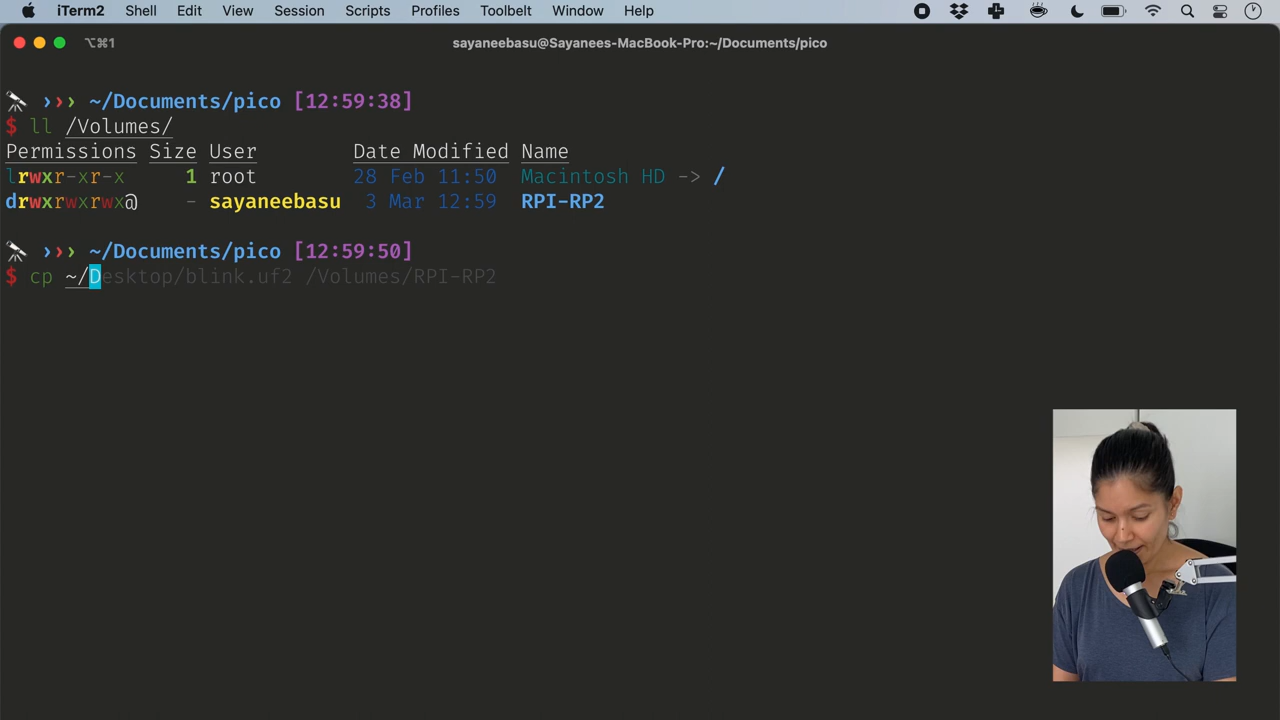 iTerm2 Shell Edit View Session Scripts Profiles Toolbelt Window Help
⌥⌘1 sayaneebasu@Sayanees-MacBook-Pro:~/Documents/pico
››› ~/Documents/pico [12:59:38]
$ ll /Volumes/
Permissions Size User Date Modified Name
lrwxr-xr-x 1 root 28 Feb 11:50 Macintosh HD -> /
drwxrwxrwx@ - sayaneebasu 3 Mar 12:59 RPI-RP2
››› ~/Documents/pico [12:59:50]
$ cp ~/Desktop/blink.uf2 /Volumes/RPI-RP2